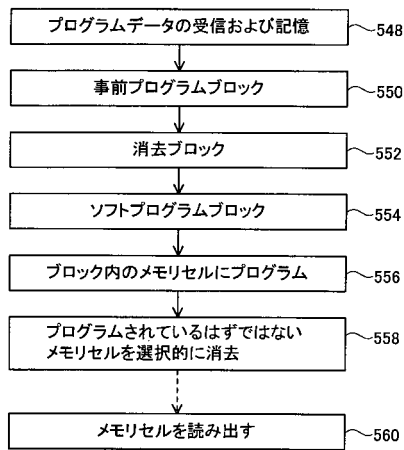 プログラムデータの受信および記憶
548
事前プログラムブロック
550
消去ブロック
552
ソフトプログラムブロック
554
ブロック内のメモリセルにプログラム
556
プログラムされているはずではない
メモリセルを選択的に消去
558
メモリセルを読み出す
560